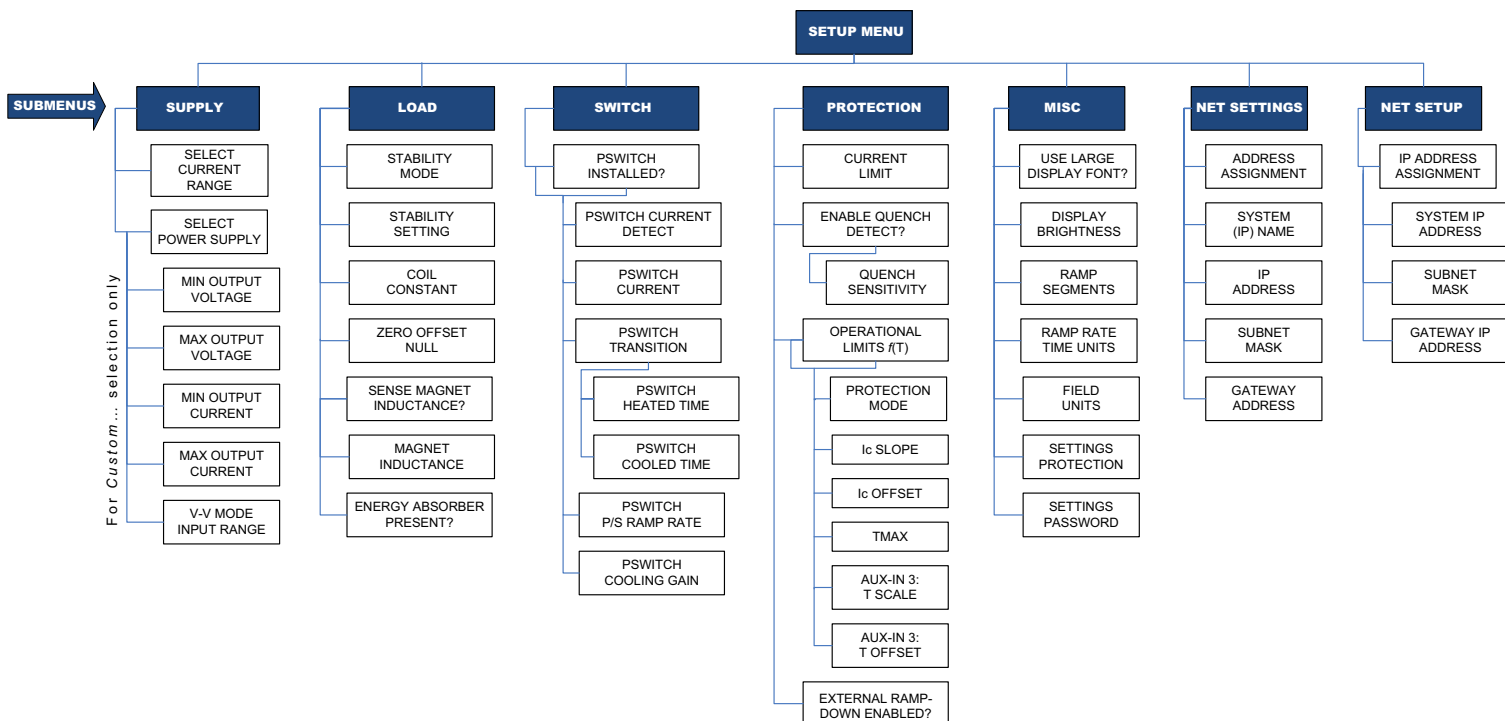 SETUP MENU
SUBMENUS
SUPPLY
SELECT
CURRENT
RANGE
SELECT
POWER SUPPLY
For Custom... selection only
MIN OUTPUT
VOLTAGE
MAX OUTPUT
VOLTAGE
MIN OUTPUT
CURRENT
MAX OUTPUT
CURRENT
V-V MODE
INPUT RANGE
LOAD
STABILITY
MODE
STABILITY
SETTING
COIL
CONSTANT
ZERO OFFSET
NULL
SENSE MAGNET
INDUCTANCE?
MAGNET
INDUCTANCE
ENERGY ABSORBER
PRESENT?
SWITCH
PSWITCH
INSTALLED?
PSWITCH CURRENT
DETECT
PSWITCH
CURRENT
PSWITCH
TRANSITION
PSWITCH
HEATED TIME
PSWITCH
COOLED TIME
PSWITCH
P/S RAMP RATE
PSWITCH
COOLING GAIN
PROTECTION
CURRENT
LIMIT
ENABLE QUENCH
DETECT?
QUENCH
SENSITIVITY
OPERATIONAL
LIMITS f(T)
PROTECTION
MODE
Ic SLOPE
Ic OFFSET
TMAX
AUX-IN 3:
T SCALE
AUX-IN 3:
T OFFSET
EXTERNAL RAMP-
DOWN ENABLED?
MISC
USE LARGE
DISPLAY FONT?
DISPLAY
BRIGHTNESS
RAMP
SEGMENTS
RAMP RATE
TIME UNITS
FIELD
UNITS
SETTINGS
PROTECTION
SETTINGS
PASSWORD
NET SETTINGS
ADDRESS
ASSIGNMENT
SYSTEM
(IP) NAME
IP
ADDRESS
SUBNET
MASK
GATEWAY
ADDRESS
NET SETUP
IP ADDRESS
ASSIGNMENT
SYSTEM IP
ADDRESS
SUBNET
MASK
GATEWAY IP
ADDRESS